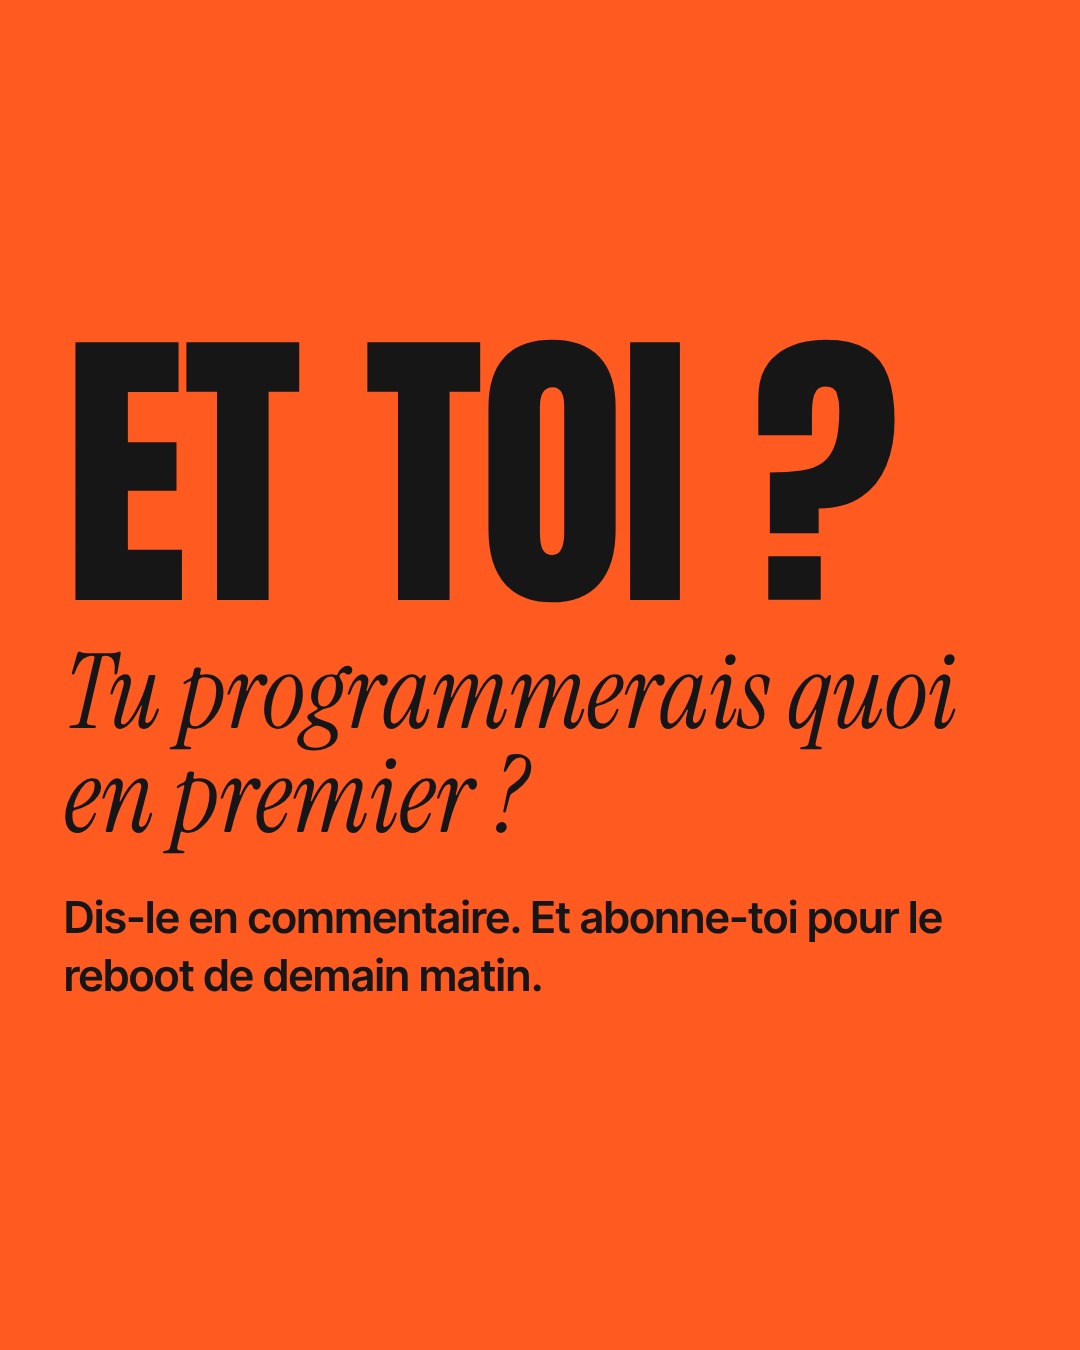 ET TOI ?
Tu programmerais quoi
en premier ?
Dis-le en commentaire. Et abonne-toi pour le
reboot de demain matin.